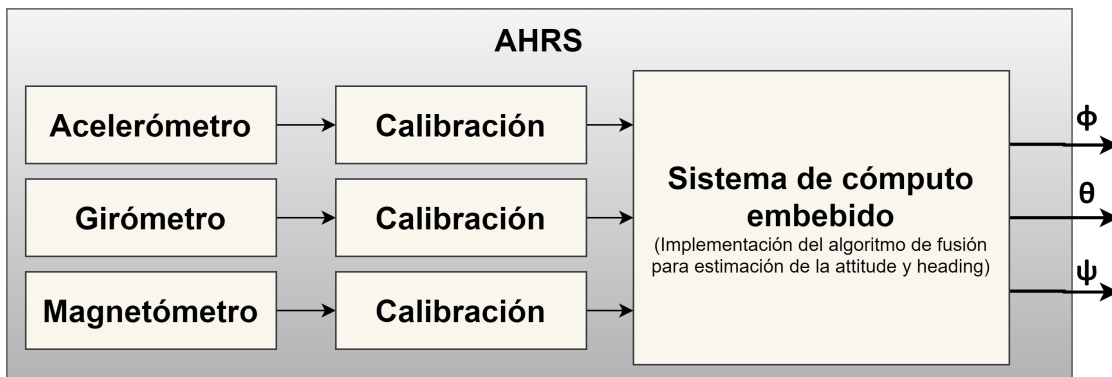 AHRS
Acelerómetro
Calibración
Girómetro
Calibración
Magnetómetro
Calibración
Sistema de cómputo
embebido
(Implementación del algoritmo de fusión
para estimación de la attitude y heading)
ϕ
θ
ψ